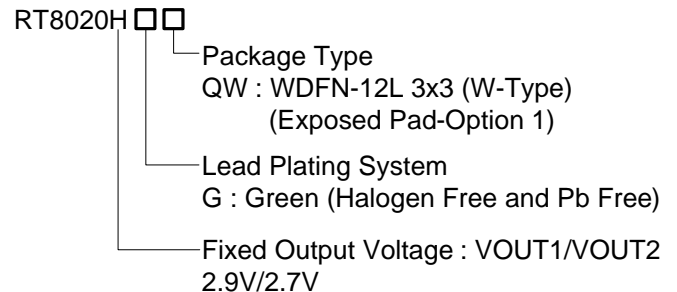 RT8020H
Package Type
QW : WDFN-12L 3x3 (W-Type)
(Exposed Pad-Option 1)
Lead Plating System
G : Green (Halogen Free and Pb Free)
Fixed Output Voltage : VOUT1/VOUT2
2.9V/2.7V